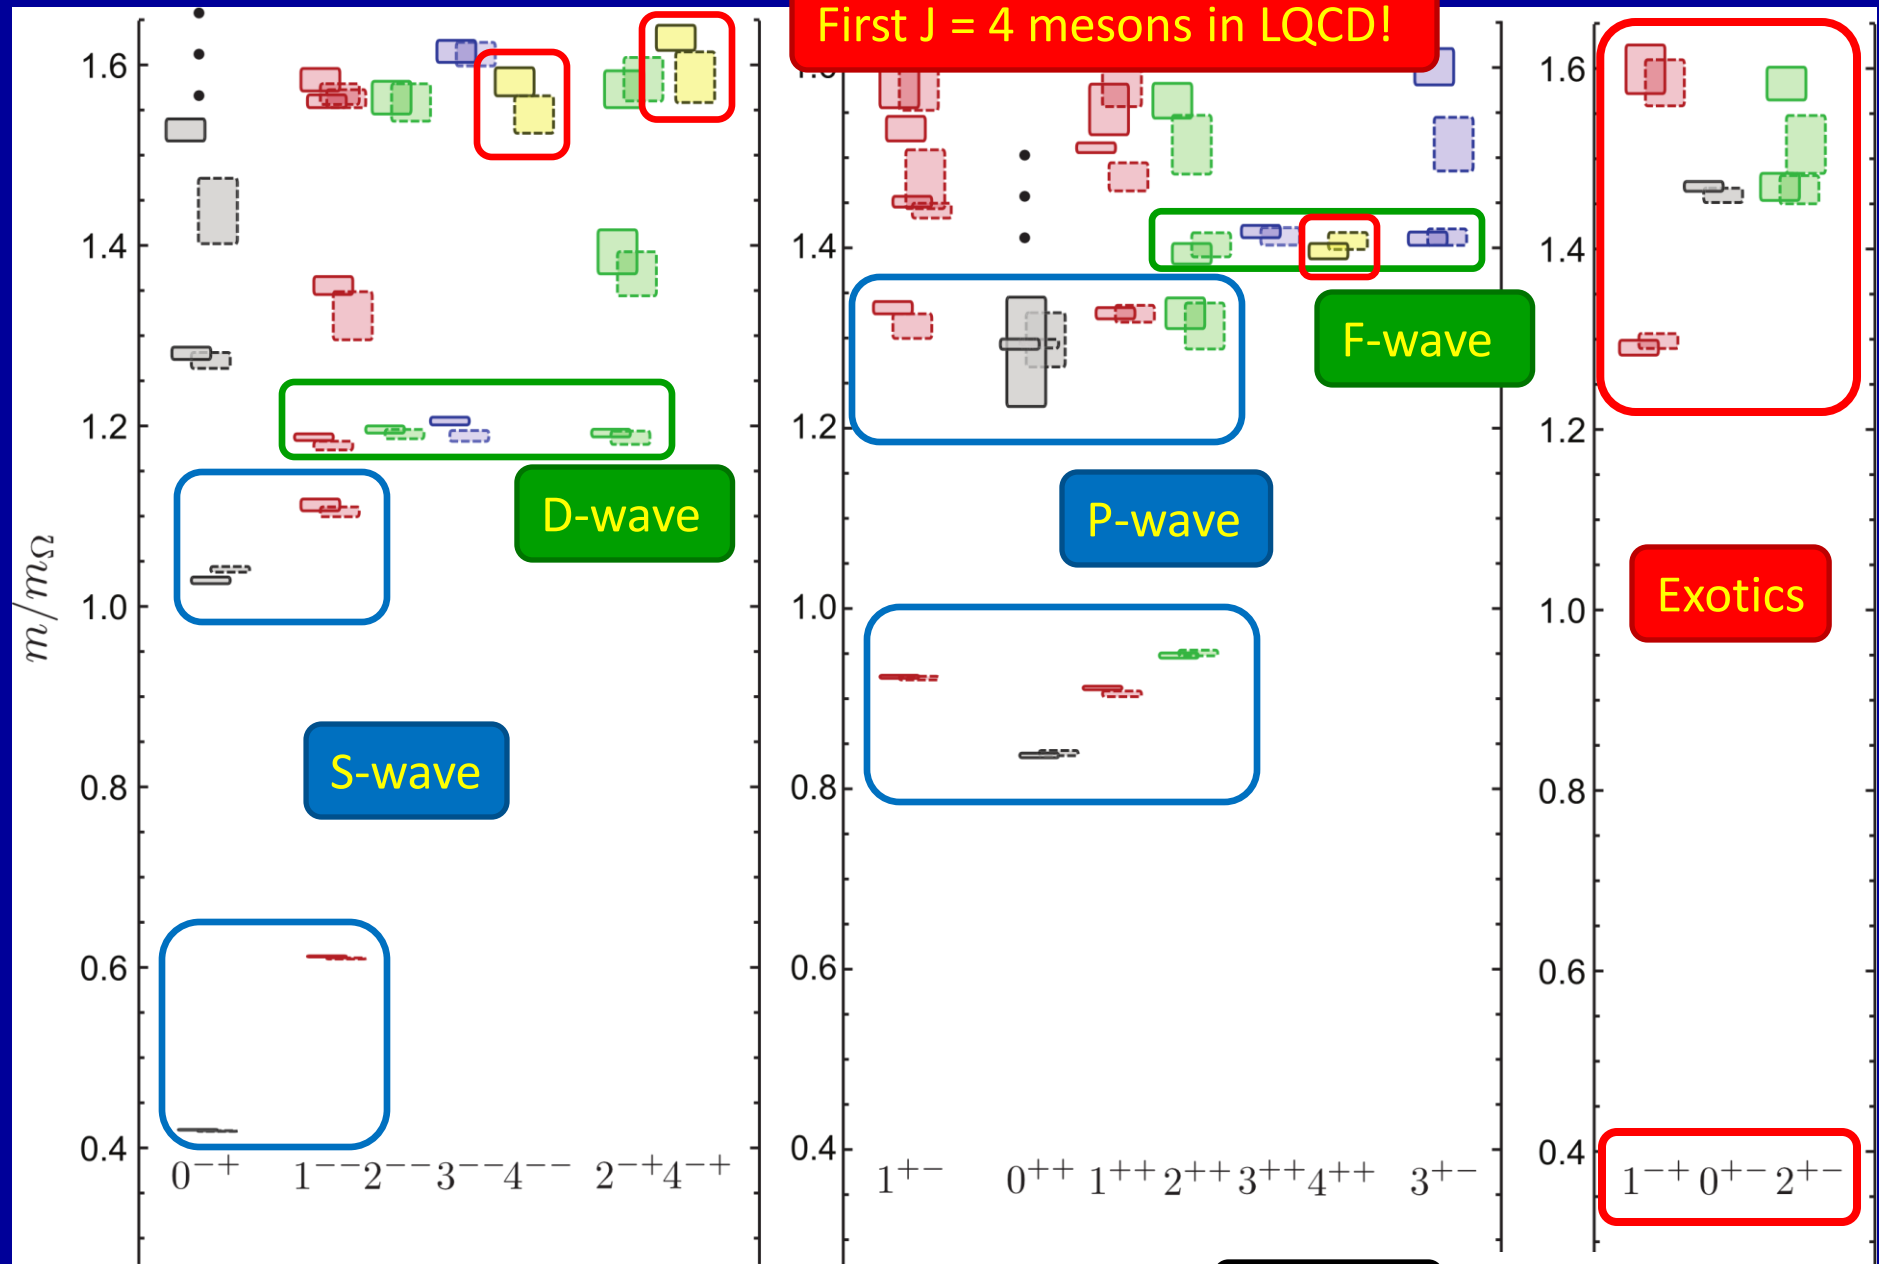 First J = 4 mesons in LQCD!
1.6
1.4
1.2
1.0
0.8
0.6
0.4
m/m_Ω
D-wave
S-wave
0⁻⁺ 1⁻⁻ 2⁻⁻ 3⁻⁻ 4⁻⁻ 2⁻⁺ 4⁻⁺
1.6
1.4
1.2
1.0
0.8
0.6
0.4
F-wave
P-wave
1⁺⁻ 0⁺⁺ 1⁺⁺ 2⁺⁺ 3⁺⁺ 4⁺⁺ 3⁺⁻
1.6
1.4
1.2
1.0
0.8
0.6
0.4
Exotics
1⁻⁺ 0⁺⁻ 2⁺⁻